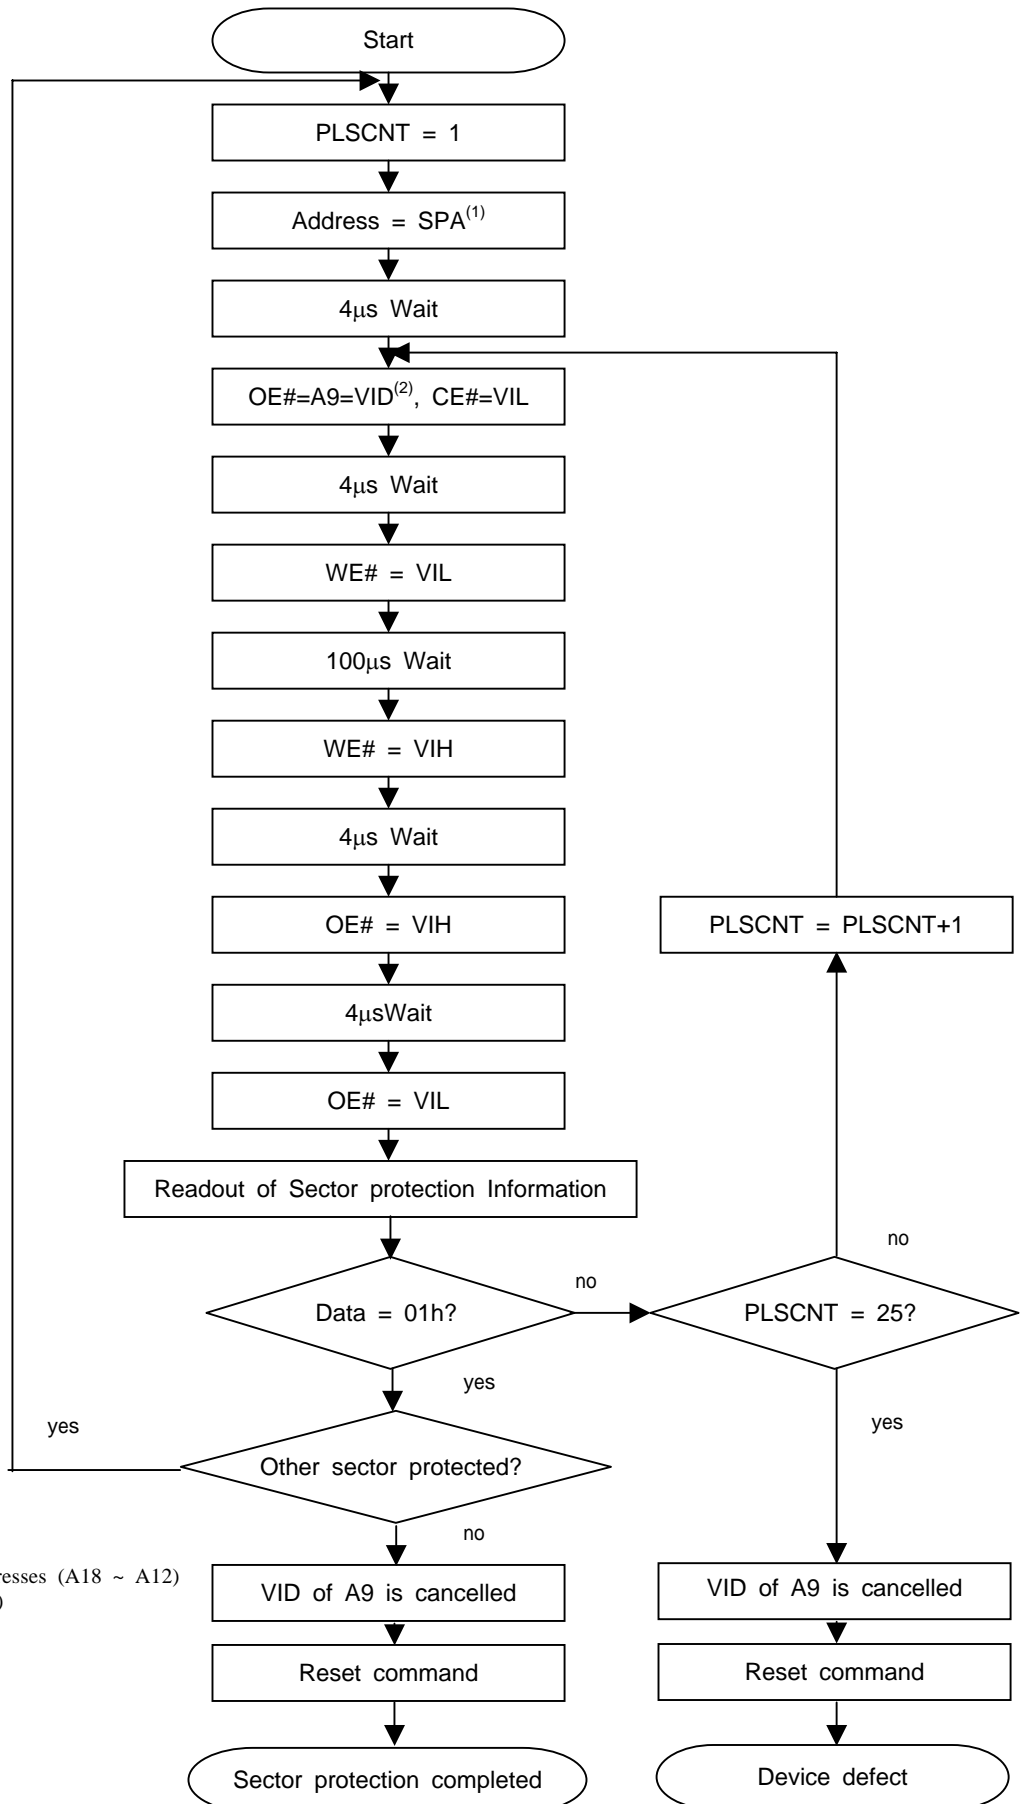 Start
PLSCNT = 1
Address = SPA(1)
4μs Wait
OE#=A9=VID(2), CE#=VIL
4μs Wait
WE# = VIL
100μs Wait
WE# = VIH
4μs Wait
OE# = VIH
PLSCNT = PLSCNT+1
4μsWait
OE# = VIL
Readout of Sector protection Information
no
no
Data = 01h?
PLSCNT = 25?
yes
yes
yes
Other sector protected?
no
resses (A18 ~ A12)
)
VID of A9 is cancelled
VID of A9 is cancelled
Reset command
Reset command
Sector protection completed
Device defect